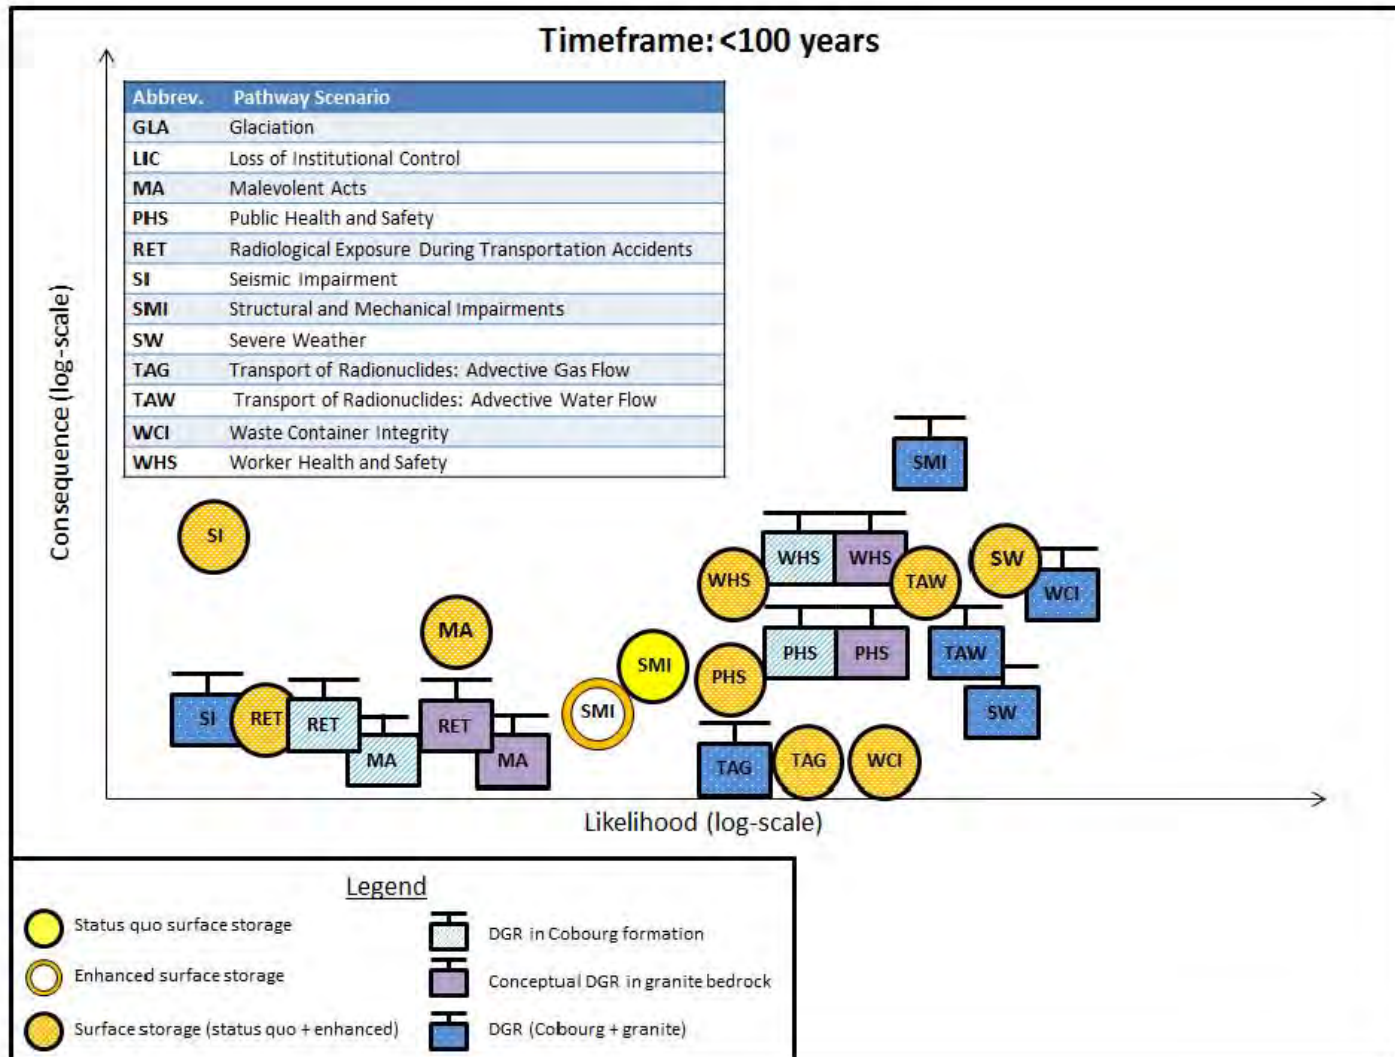 Timeframe: <100 years
Abbrev. Pathway Scenario
GLA Glaciation
LIC Loss of Institutional Control
MA Malevolent Acts
PHS Public Health and Safety
RET Radiological Exposure During Transportation Accidents
SI Seismic Impairment
SMI Structural and Mechanical Impairments
SW Severe Weather
TAG Transport of Radionuclides: Advective Gas Flow
TAW Transport of Radionuclides: Advective Water Flow
WCI Waste Container Integrity
WHS Worker Health and Safety
Consequence (log-scale)
SMI
SI
WHS WHS WHS TAW SW WCI
MA
SMI PHS PHS PHS TAW
SI RET RET RET SMI SW
MA MA TAG TAG WCI
Likelihood (log-scale)
Legend
Status quo surface storage
Enhanced surface storage
Surface storage (status quo + enhanced)
DGR in Cobourg formation
Conceptual DGR in granite bedrock
DGR (Cobourg + granite)